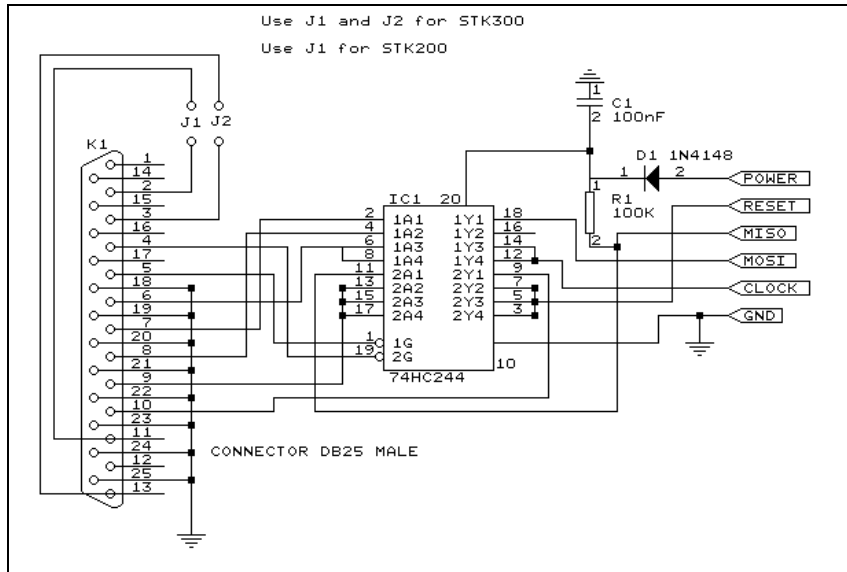 Use J1 and J2 for STK300
Use J1 for STK200
1
C1
2
100nF
J1 J2
K1
D1 1N4148
1
2
POWER
1
14
2
15
3
16
4
17
5
18
6
19
7
20
8
21
9
22
10
23
11
24
12
25
13
IC1 20
2 1A1 1Y1 18
4 1A2 1Y2 16
6 1A3 1Y3 14
8 1A4 1Y4 12
11 2A1 2Y1 9
13 2A2 2Y2 7
15 2A3 2Y3 5
17 2A4 2Y4 3
1 1G
19 2G
10
74HC244
1
R1
100K
2
RESET
MISO
MOSI
CLOCK
GND
CONNECTOR DB25 MALE